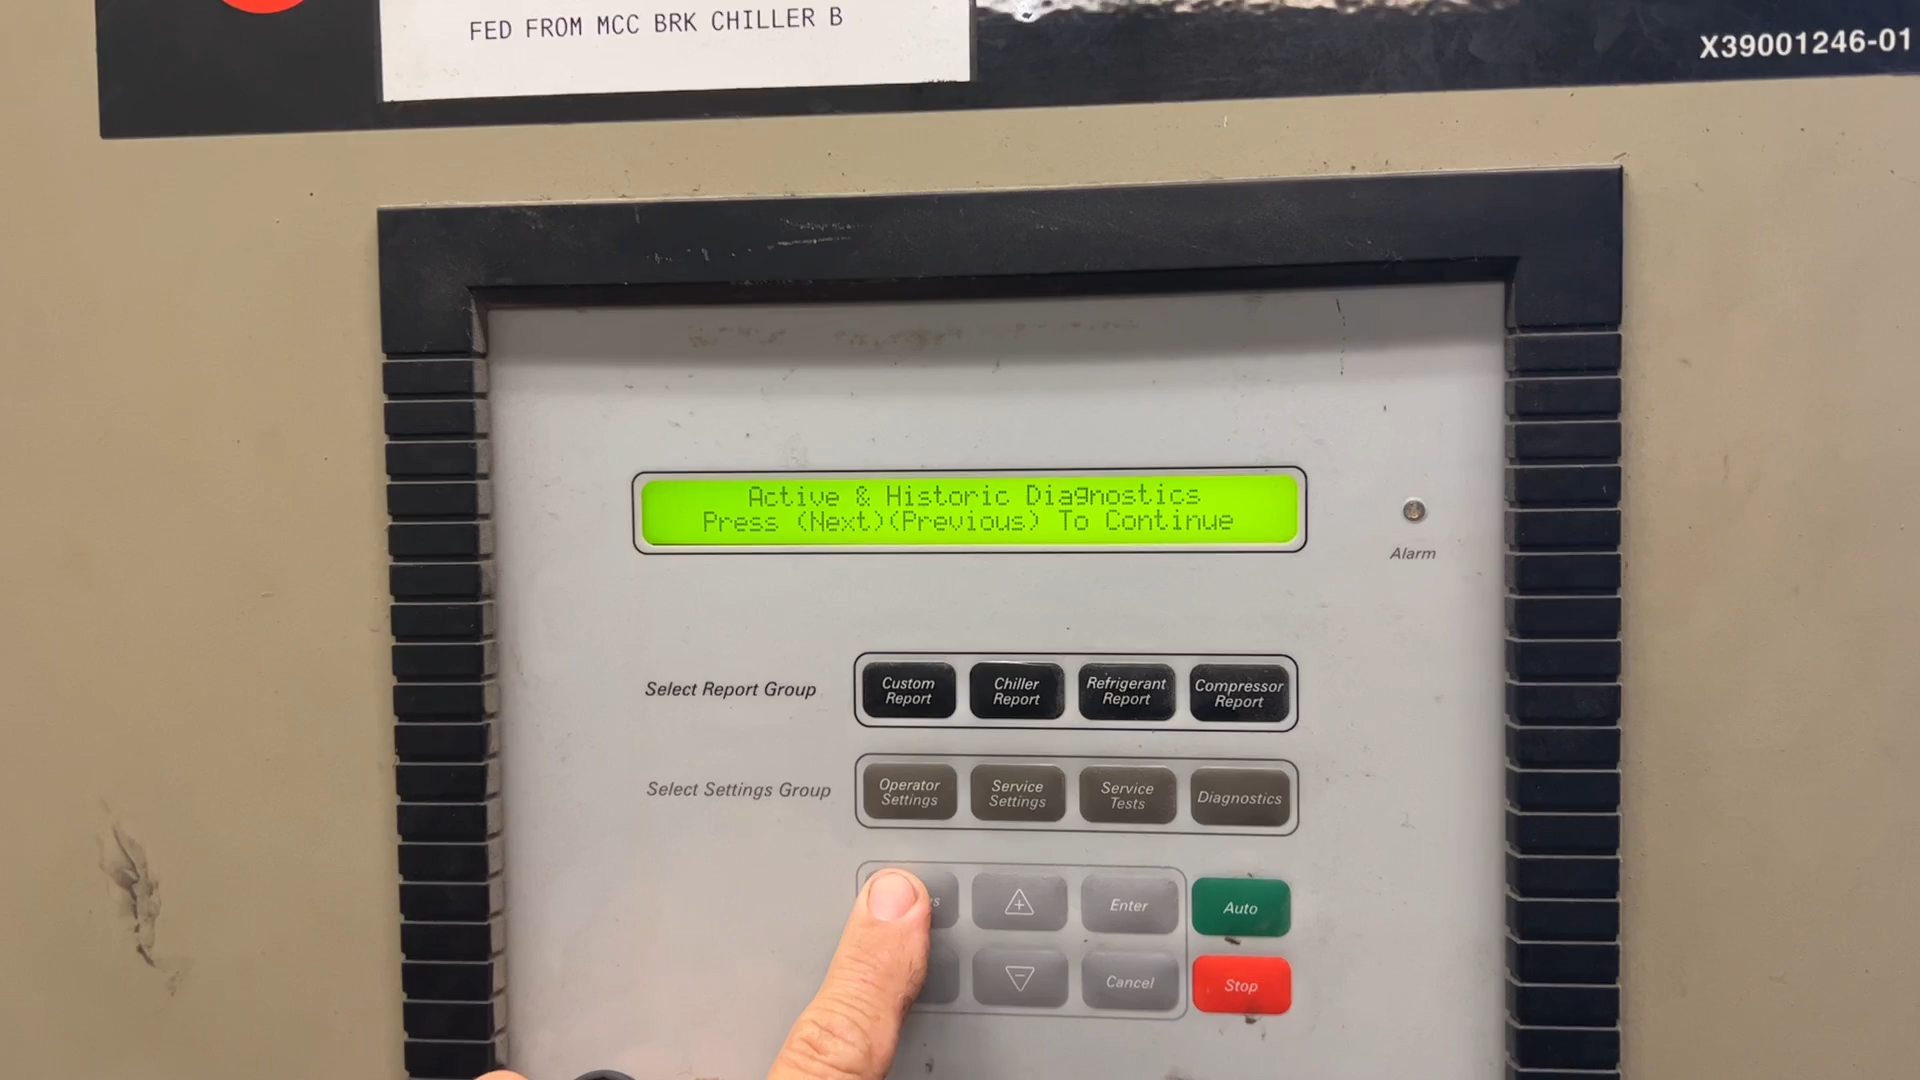 FED FROM MCC BRK CHILLER B
X39001246-01
Active & Historic Diagnostics
Press (Next)(Previous) To Continue
Alarm
Select Report Group
Custom
Report
Chiller
Report
Refrigerant
Report
Compressor
Report
Select Settings Group
Operator
Settings
Service
Settings
Service
Tests
Diagnostics
+
Enter
Auto
−
Cancel
Stop